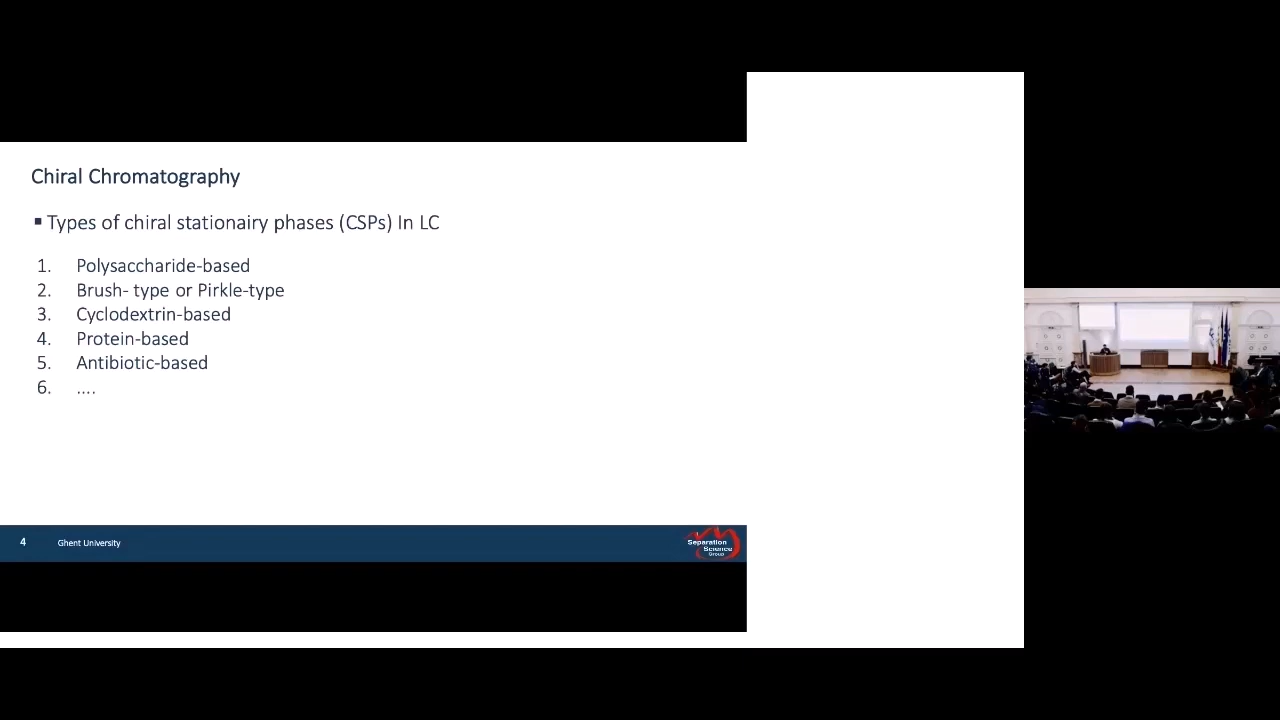 Chiral Chromatography
▪ Types of chiral stationairy phases (CSPs) In LC
1. Polysaccharide-based
2. Brush- type or Pirkle-type
3. Cyclodextrin-based
4. Protein-based
5. Antibiotic-based
6. ....
4 Ghent University
Separation
Science
Group